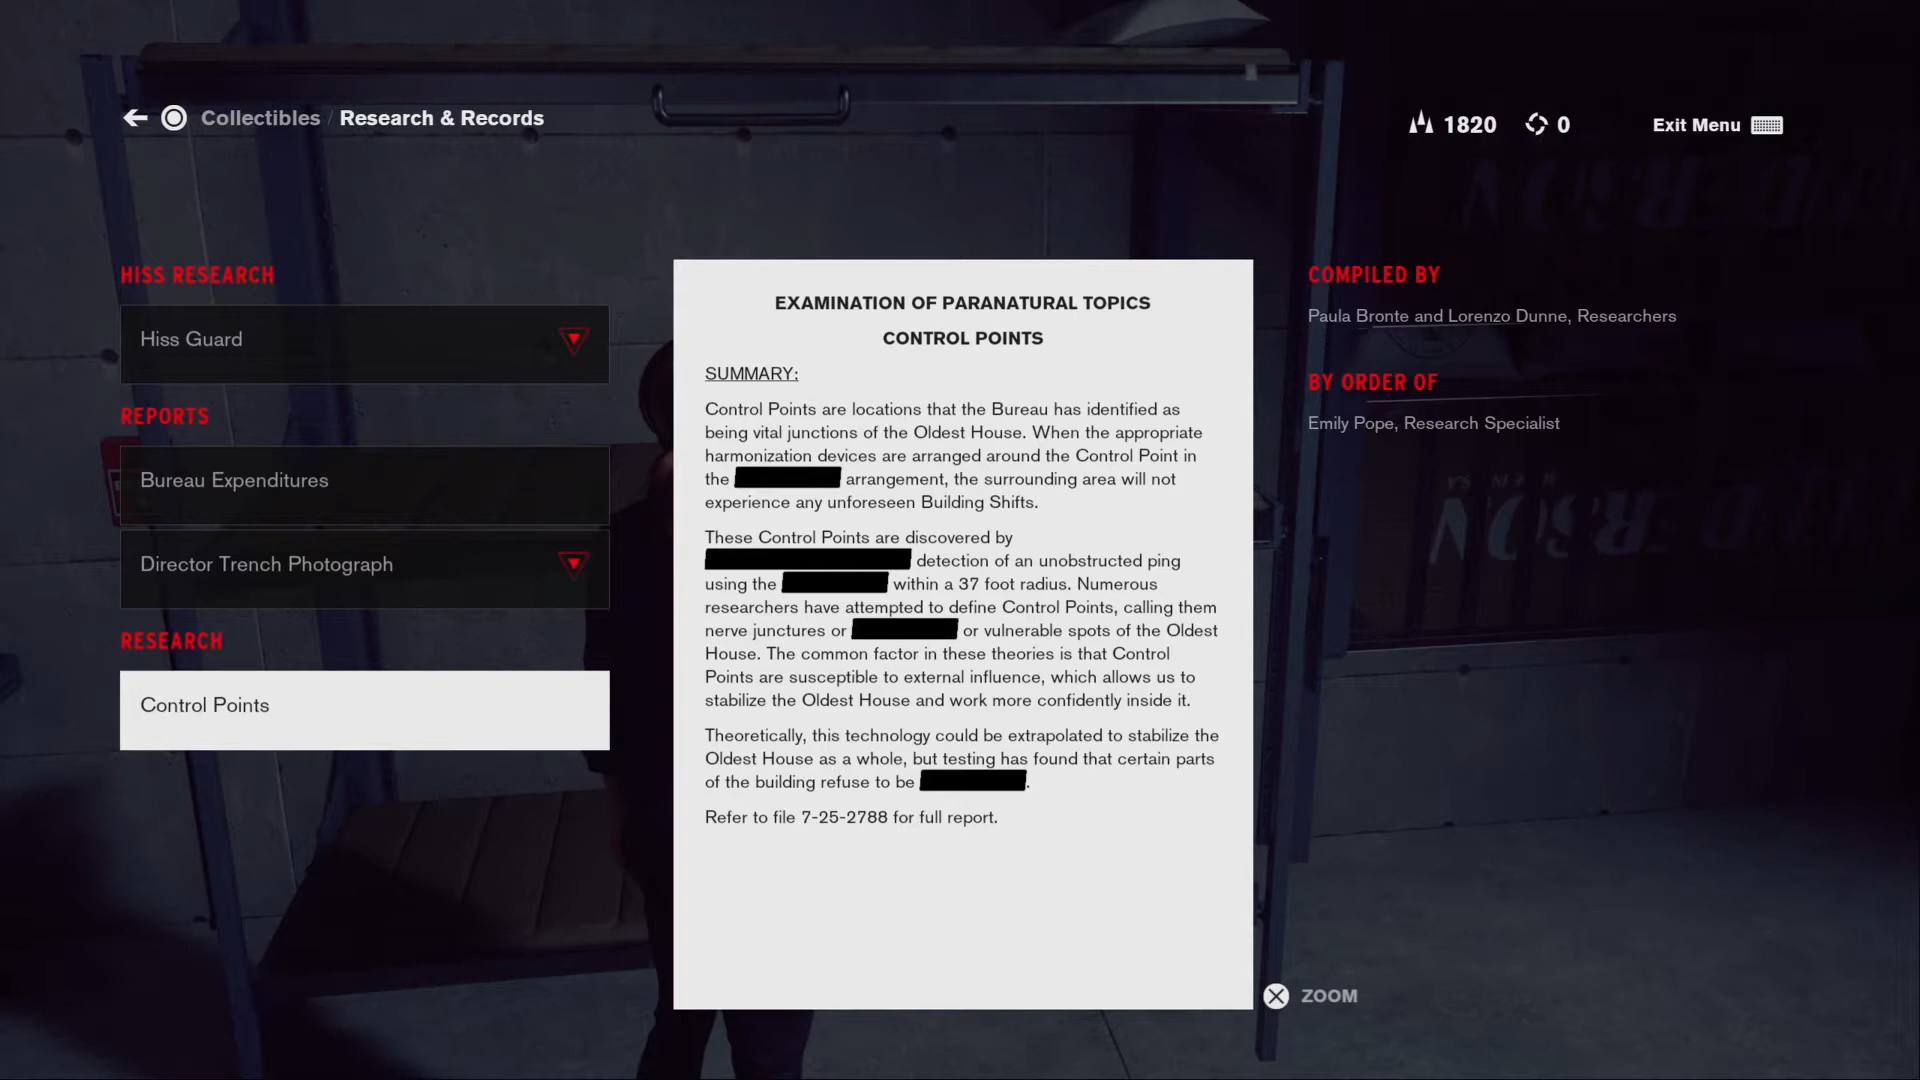 Collectibles / Research & Records
1820
0
Exit Menu
HISS RESEARCH
Hiss Guard
REPORTS
Bureau Expenditures
Director Trench Photograph
RESEARCH
Control Points
EXAMINATION OF PARANATURAL TOPICS
CONTROL POINTS
SUMMARY:
Control Points are locations that the Bureau has identified as
being vital junctions of the Oldest House. When the appropriate
harmonization devices are arranged around the Control Point in
the arrangement, the surrounding area will not
experience any unforeseen Building Shifts.
These Control Points are discovered by
detection of an unobstructed ping
using the within a 37 foot radius. Numerous
researchers have attempted to define Control Points, calling them
nerve junctures or or vulnerable spots of the Oldest
House. The common factor in these theories is that Control
Points are susceptible to external influence, which allows us to
stabilize the Oldest House and work more confidently inside it.
Theoretically, this technology could be extrapolated to stabilize the
Oldest House as a whole, but testing has found that certain parts
of the building refuse to be .
Refer to file 7-25-2788 for full report.
COMPILED BY
Paula Bronte and Lorenzo Dunne, Researchers
BY ORDER OF
Emily Pope, Research Specialist
ZOOM